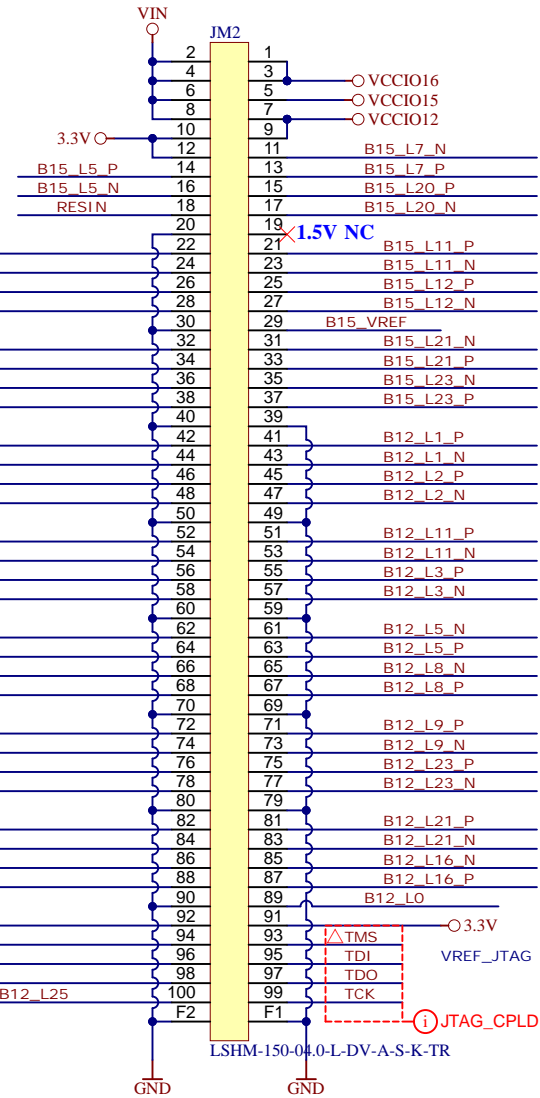 VIN
JM2
2 1
4 3 VCCIO16
6 5 VCCIO15
8 7 VCCIO12
3.3V 10 9
12 11 B15_L7_N
B15_L5_P 14 13 B15_L7_P
B15_L5_N 16 15 B15_L20_P
RESIN 18 17 B15_L20_N
20 19 1.5V NC
22 21 B15_L11_P
24 23 B15_L11_N
26 25 B15_L12_P
28 27 B15_L12_N
30 29 B15_VREF
32 31 B15_L21_N
34 33 B15_L21_P
36 35 B15_L23_N
38 37 B15_L23_P
40 39
42 41 B12_L1_P
44 43 B12_L1_N
46 45 B12_L2_P
48 47 B12_L2_N
50 49
52 51 B12_L11_P
54 53 B12_L11_N
56 55 B12_L3_P
58 57 B12_L3_N
60 59
62 61 B12_L5_N
64 63 B12_L5_P
66 65 B12_L8_N
68 67 B12_L8_P
70 69
72 71 B12_L9_P
74 73 B12_L9_N
76 75 B12_L23_P
78 77 B12_L23_N
80 79
82 81 B12_L21_P
84 83 B12_L21_N
86 85 B12_L16_N
88 87 B12_L16_P
90 89 B12_L0
92 91 3.3V
94 93 TMS
96 95 TDI VREF_JTAG
98 97 TDO
B12_L25 100 99 TCK
F2 F1 i JTAG_CPLD
LSHM-150-04.0-L-DV-A-S-K-TR
GND GND